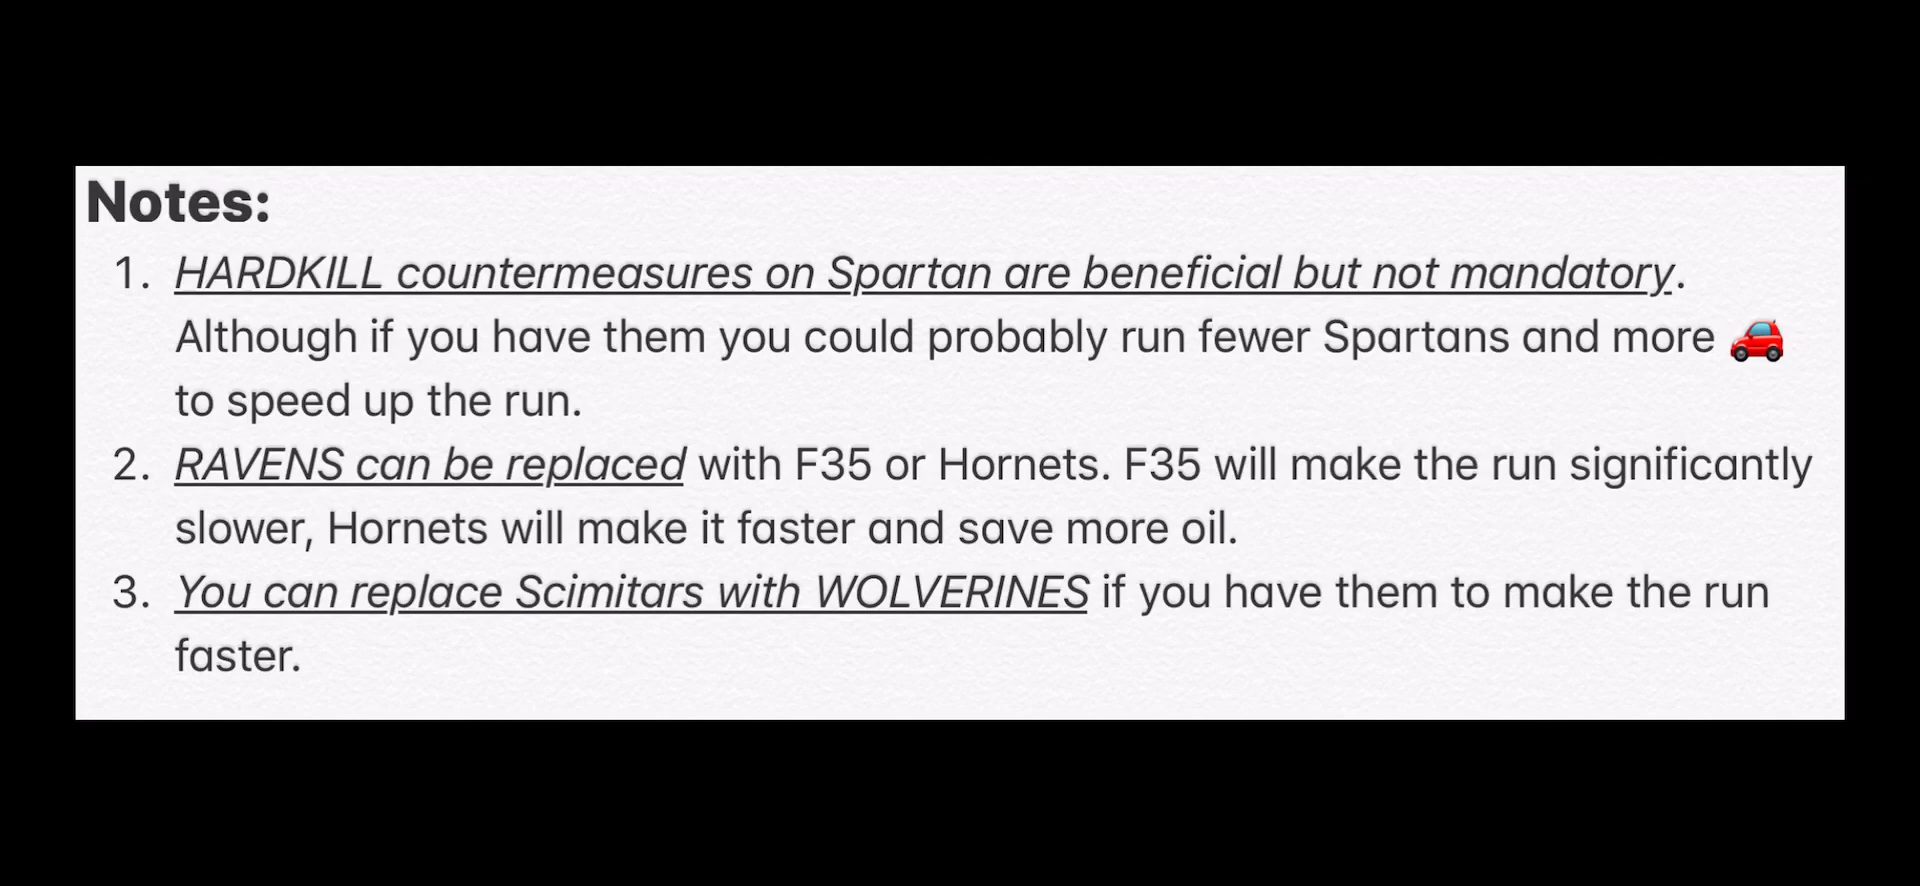 Notes:
1. HARDKILL countermeasures on Spartan are beneficial but not mandatory.
Although if you have them you could probably run fewer Spartans and more 🚗
to speed up the run.
2. RAVENS can be replaced with F35 or Hornets. F35 will make the run significantly
slower, Hornets will make it faster and save more oil.
3. You can replace Scimitars with WOLVERINES if you have them to make the run
faster.